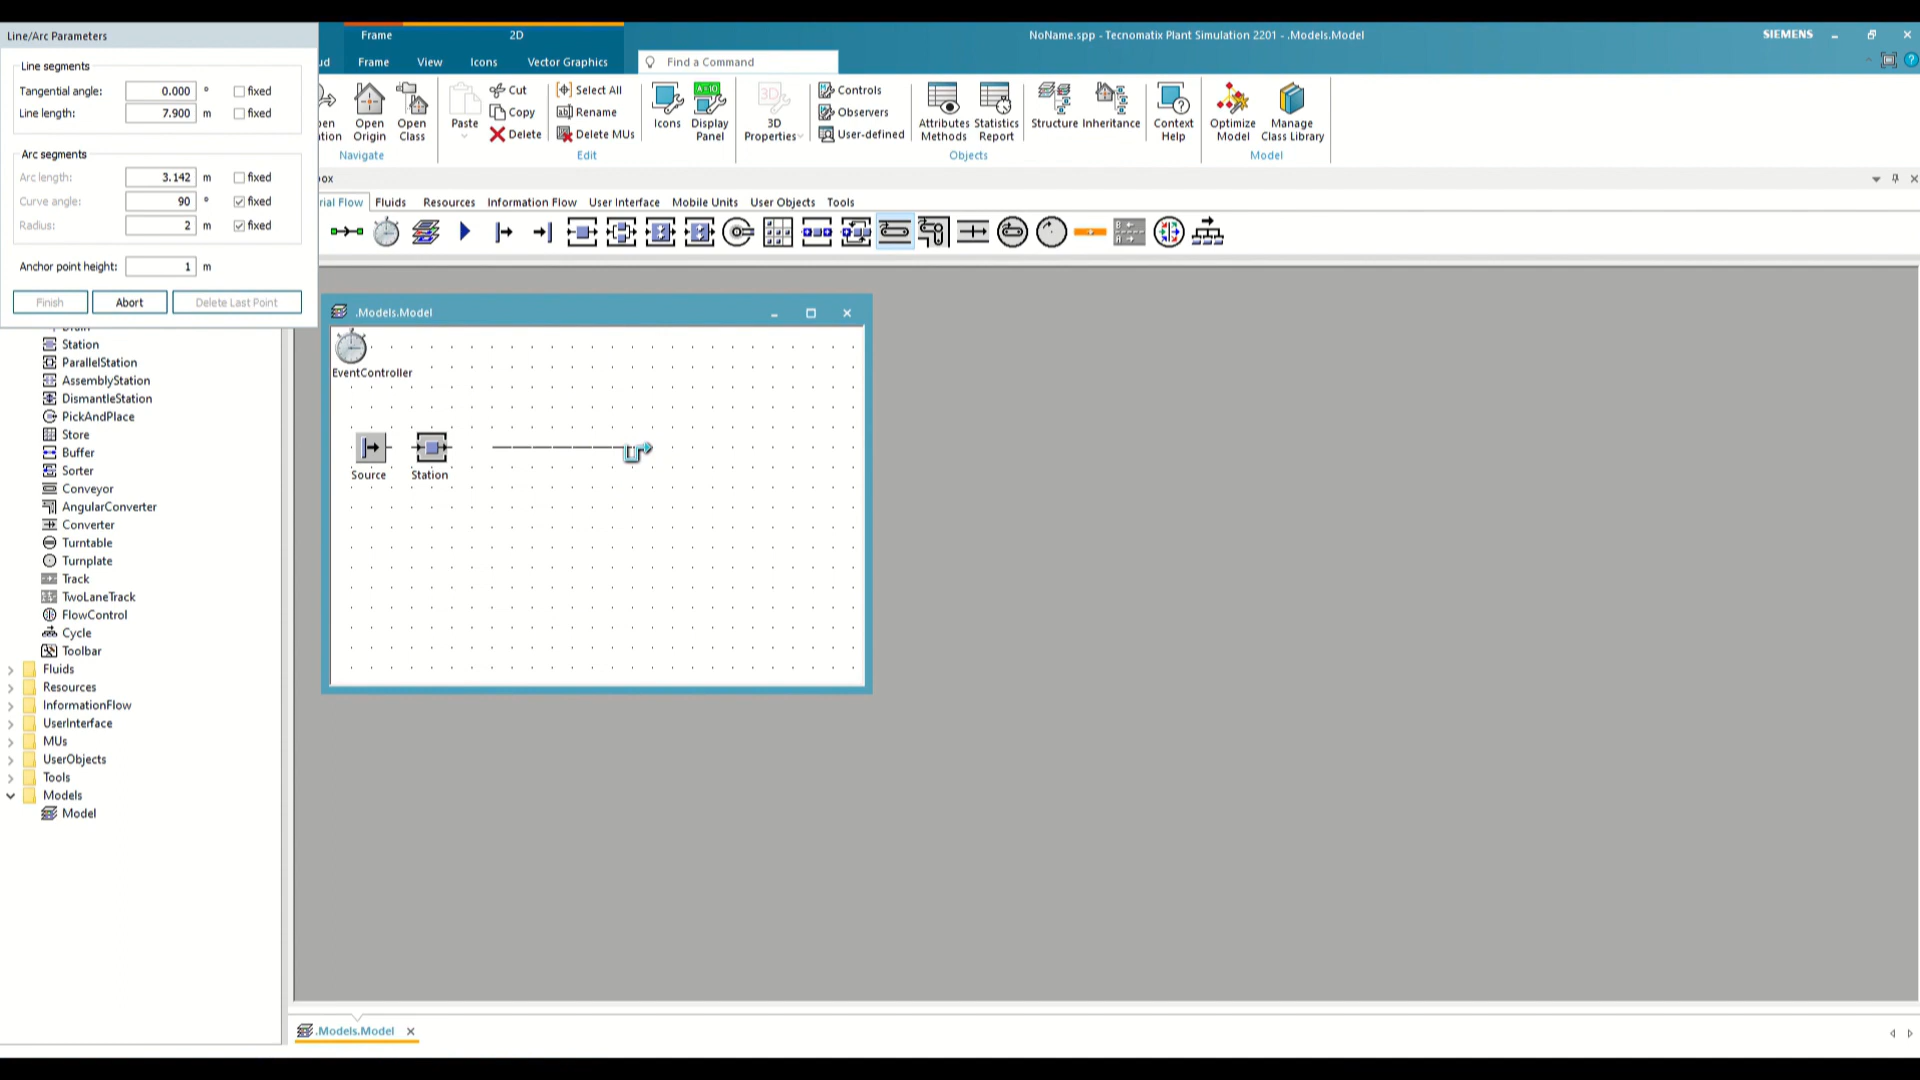 Line/Arc Parameters
Frame
2D
NoName.spp - Tecnomatix Plant Simulation 2201 - .Models.Model
SIEMENS
ud
Frame
View
Icons
Vector Graphics
Find a Command
Line segments
Tangential angle:
0.000
°
fixed
Line length:
7.900
m
fixed
Arc segments
Arc length:
3.142
m
fixed
Curve angle:
90
°
fixed
Radius:
2
m
fixed
Anchor point height:
1
m
Finish
Abort
Delete Last Point
Open Origin
Open Class
Navigate
Paste
Cut
Copy
Delete
Select All
Rename
Delete MUs
Edit
Icons
Display Panel
3D Properties
Controls
Observers
User-defined
Attributes Methods
Statistics Report
Structure
Inheritance
Objects
Context Help
Optimize Model
Manage Class Library
Model
ox
rial Flow
Fluids
Resources
Information Flow
User Interface
Mobile Units
User Objects
Tools
Station
ParallelStation
AssemblyStation
DismantleStation
PickAndPlace
Store
Buffer
Sorter
Conveyor
AngularConverter
Converter
Turntable
Turnplate
Track
TwoLaneTrack
FlowControl
Cycle
Toolbar
Fluids
Resources
InformationFlow
UserInterface
MUs
UserObjects
Tools
Models
Model
.Models.Model
EventController
Source
Station
.Models.Model